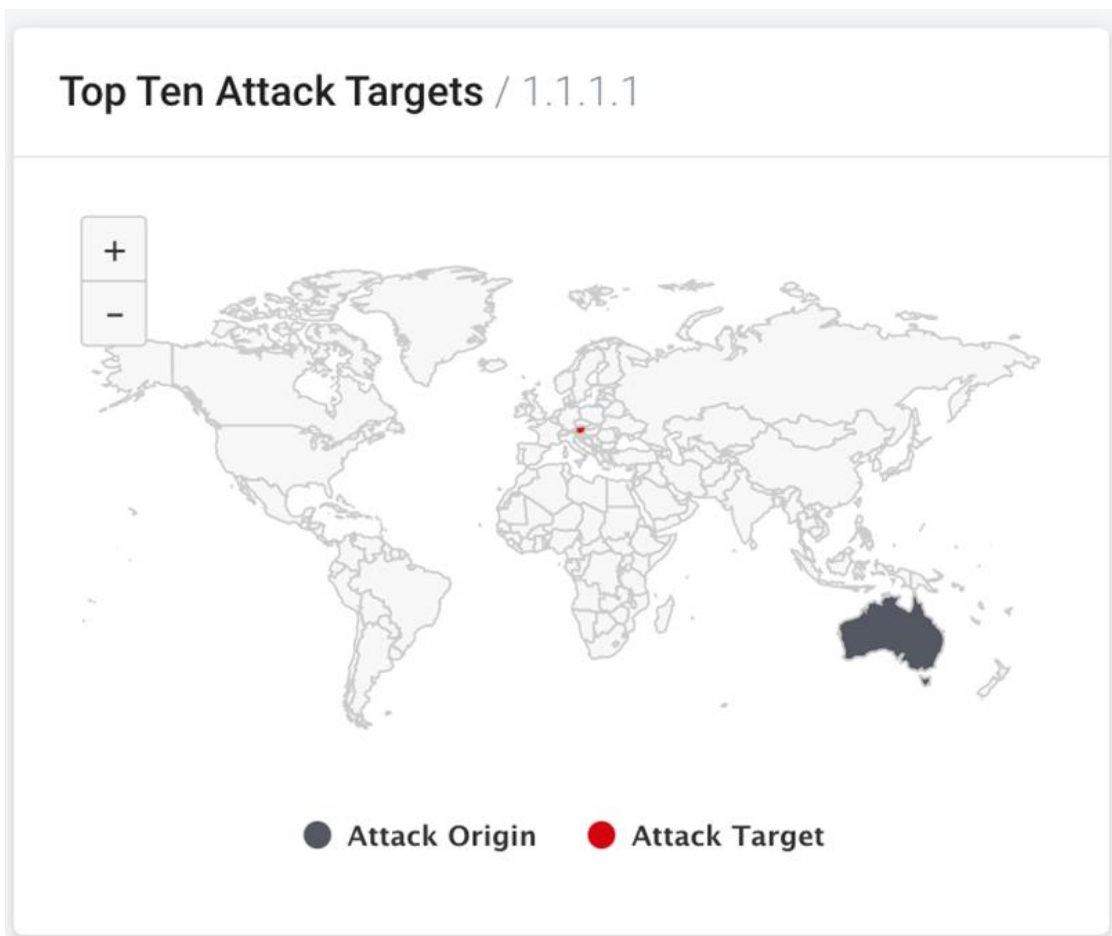 Top Ten Attack Targets / 1.1.1.1
+
−
Attack Origin Attack Target